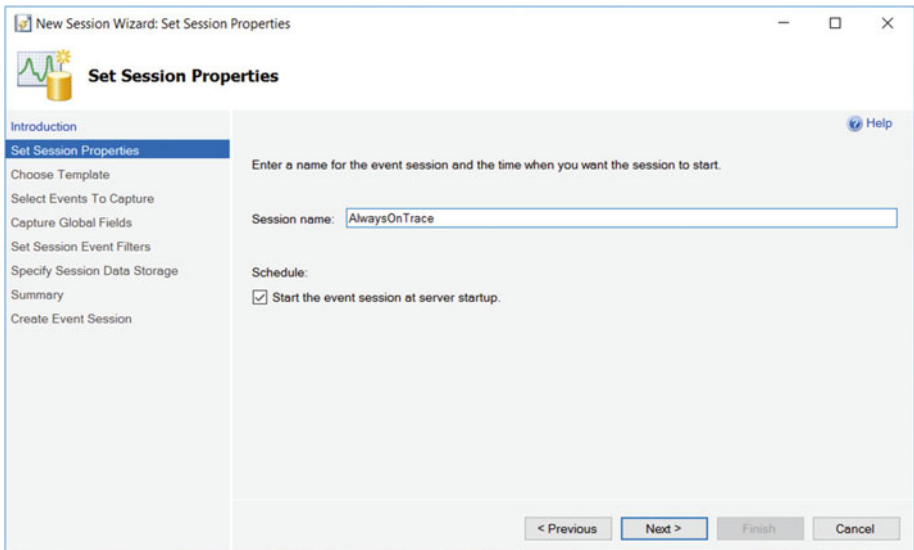 New Session Wizard: Set Session Properties
Set Session Properties
Help
Introduction
Set Session Properties
Choose Template
Select Events To Capture
Capture Global Fields
Set Session Event Filters
Specify Session Data Storage
Summary
Create Event Session
Enter a name for the event session and the time when you want the session to start.
Session name: AlwaysOnTrace
Schedule:
Start the event session at server startup.
< Previous Next > Finish Cancel